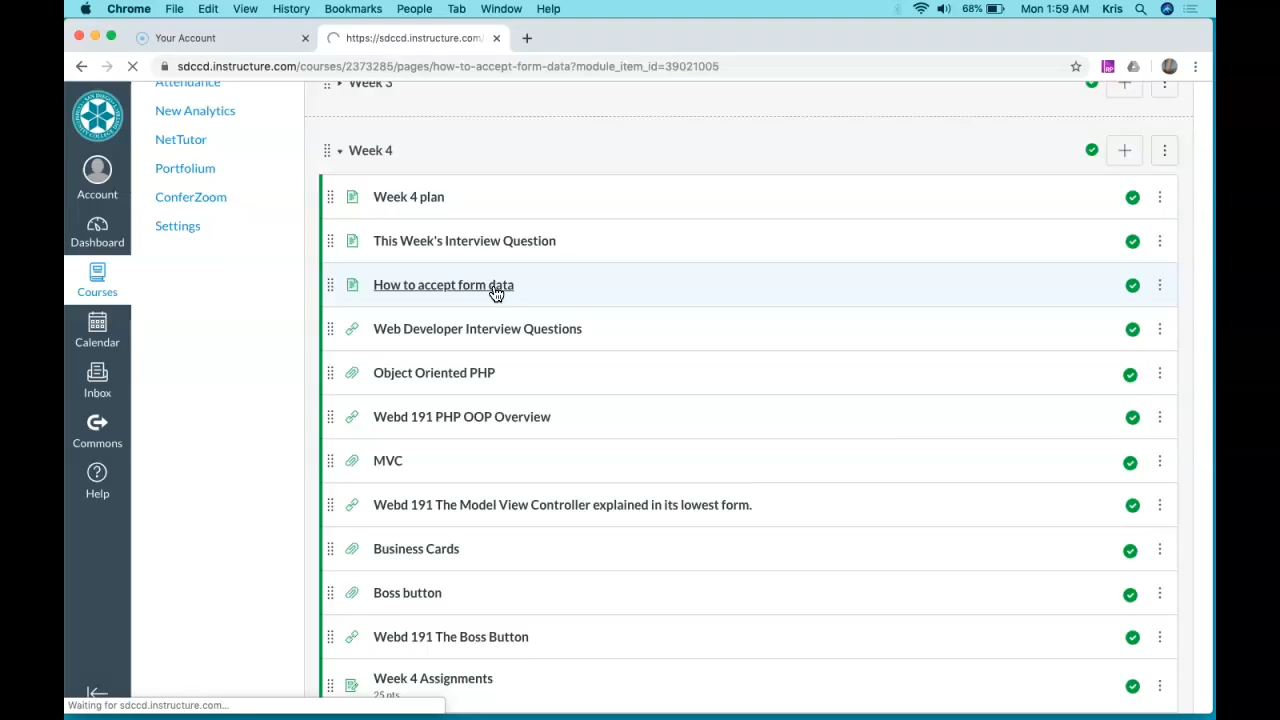 Chrome File Edit View History Bookmarks People Tab Window Help 68% Mon 1:59 AM Kris
Your Account https://sdccd.instructure.com/
sdccd.instructure.com/courses/2373285/pages/how-to-accept-form-data?module_item_id=39021005
Account
Dashboard
Courses
Calendar
Inbox
Commons
Help
Attendance
New Analytics
NetTutor
Portfolium
ConferZoom
Settings
Week 3
Week 4
Week 4 plan
This Week's Interview Question
How to accept form data
Web Developer Interview Questions
Object Oriented PHP
Webd 191 PHP OOP Overview
MVC
Webd 191 The Model View Controller explained in its lowest form.
Business Cards
Boss button
Webd 191 The Boss Button
Week 4 Assignments
25 pts
Waiting for sdccd.instructure.com...